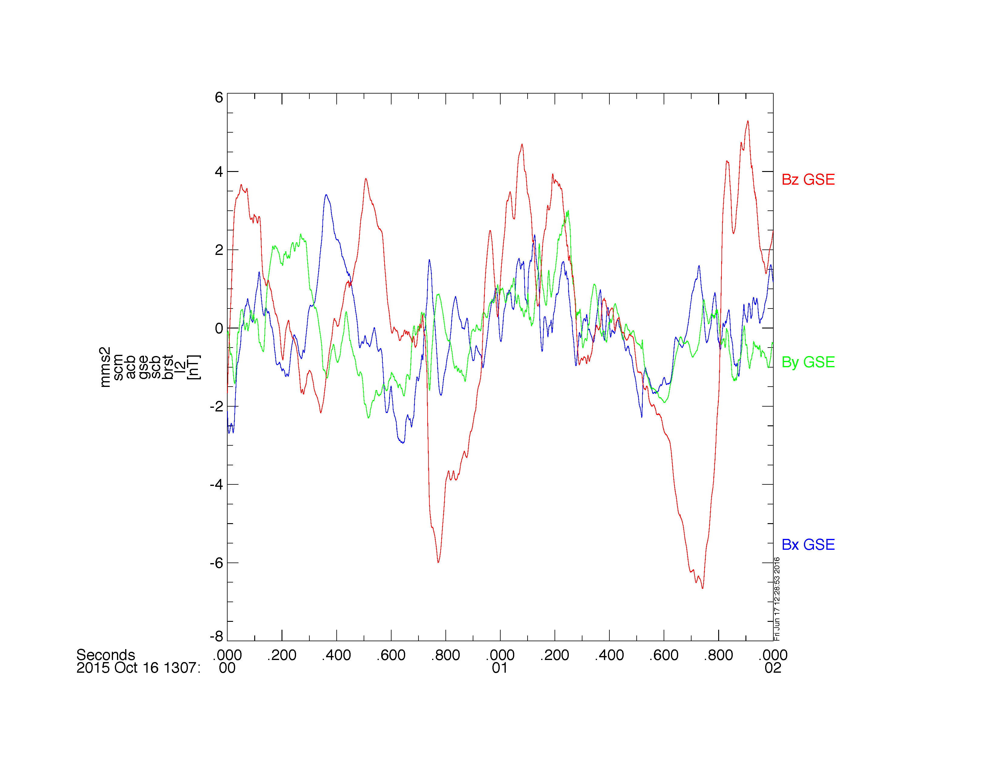 6
4
2
0
-2
-4
-6
-8
mms2
scm
acb
gse
scb
brst
l2
[nT]
Bz GSE
By GSE
Bx GSE
Fri Jun 17 12:28:53 2016
Seconds .000 .200 .400 .600 .800 .000 .200 .400 .600 .800 .000
2015 Oct 16 1307: 00 01 02